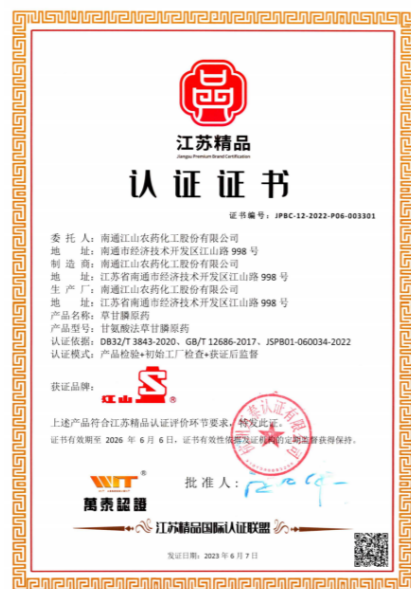 江苏精品
Jiangsu Premium Brand Certification
认证证书
证书编号：JPBC-12-2022-P06-003301
委 托 人：南通江山农药化工股份有限公司
地    址：南通市经济技术开发区江山路 998 号
制 造 商：南通江山农药化工股份有限公司
地    址：江苏省南通市经济技术开发区江山路 998 号
生 产 厂：南通江山农药化工股份有限公司
地    址：江苏省南通市经济技术开发区江山路 998 号
产品名称：草甘膦原药
产品型号：甘氨酸法草甘膦原药
认证依据：DB32/T 3843-2020、GB/T 12686-2017、JSPB01-060034-2022
认证模式：产品检验+初始工厂检查+获证后监督
获证品牌：江山®
上述产品符合江苏精品认证评价环节要求，特发此证。
证书有效期至 2026 年 6 月 6 日，证书有效性依据发证机构的定期监督获得保持。
WIT®
萬泰認證
批准人：
江苏精品国际认证联盟
发证日期：2023 年 6 月 7 日